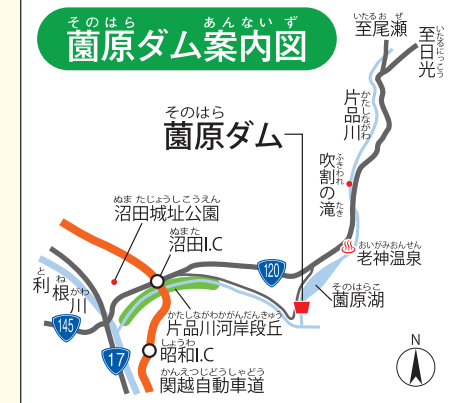 そのはら あんないず
薗原ダム案内図
いたるおぜ
至尾瀬
いたるにっこう
至日光
かたしながわ
片品川
そのはら
薗原ダム
ふきわれ たき
吹割の滝
ぬまたじょうしこうえん
沼田城址公園
ぬまた
沼田I.C
おいがみおんせん
老神温泉
とねがわ
利根川
120
そのはらこ
薗原湖
かたしながわかがんだんきゅう
片品川河岸段丘
145
17
しょうわ
昭和I.C
かんえつじどうしゃどう
関越自動車道
N